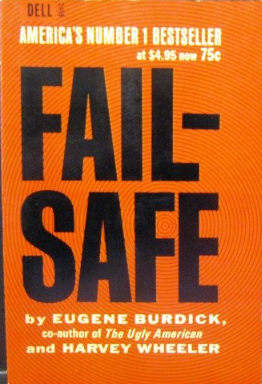 DELL
AMERICA'S NUMBER 1 BESTSELLER
at $4.95 now 75c
FAIL-
SAFE
by EUGENE BURDICK,
co-author of The Ugly American
and HARVEY WHEELER